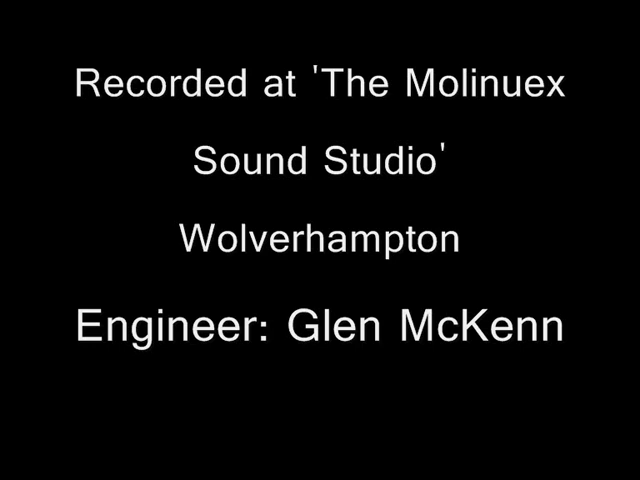 Recorded at 'The Molinuex
Sound Studio'
Wolverhampton
Engineer: Glen McKenn